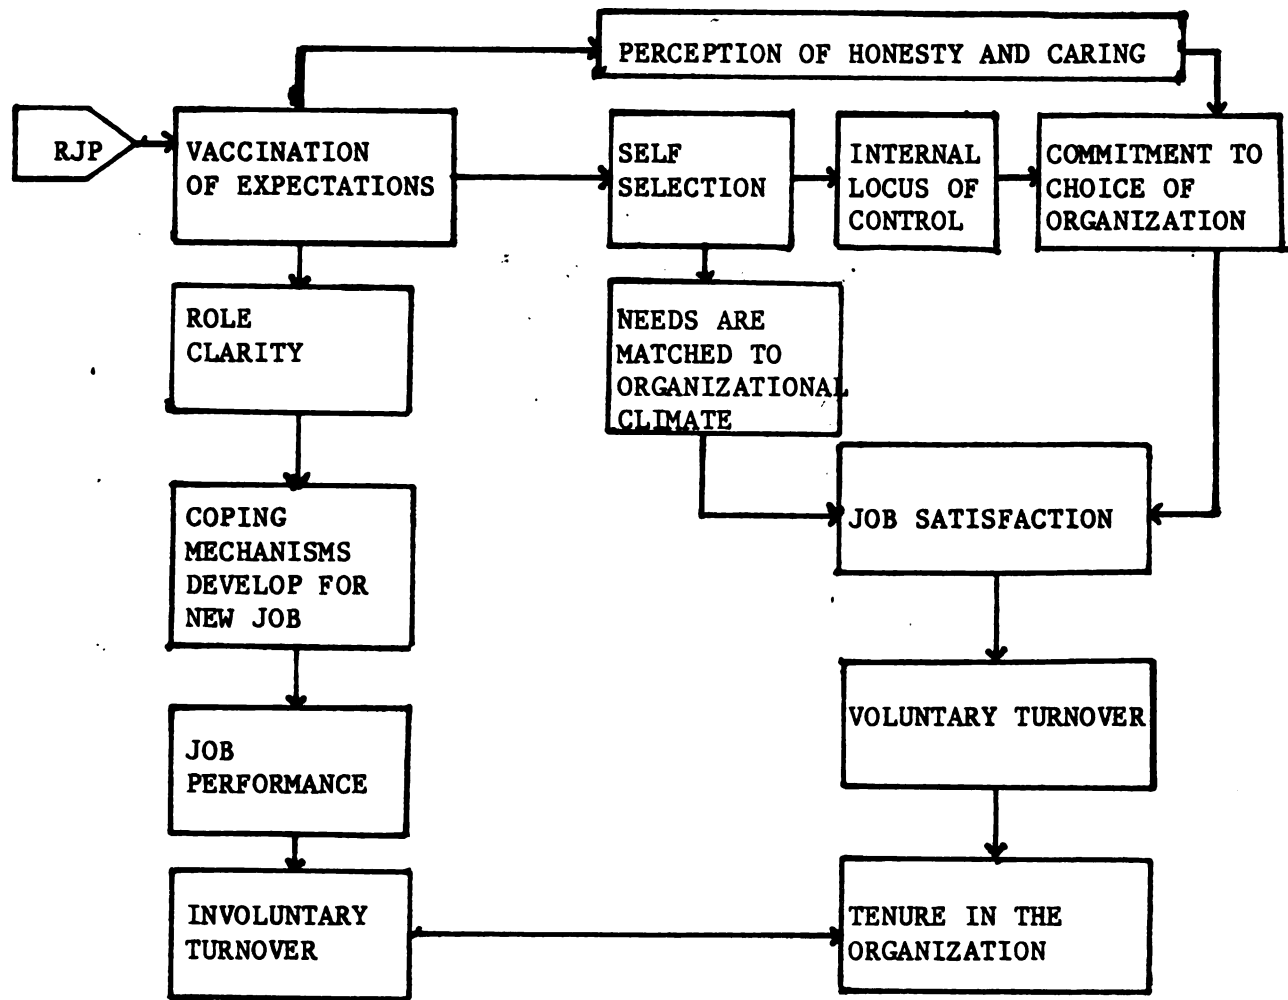 PERCEPTION OF HONESTY AND CARING
RJP
VACCINATION
OF EXPECTATIONS
SELF
SELECTION
INTERNAL
LOCUS OF
CONTROL
COMMITMENT TO
CHOICE OF
ORGANIZATION
ROLE
CLARITY
NEEDS ARE
MATCHED TO
ORGANIZATIONAL
CLIMATE
COPING
MECHANISMS
DEVELOP FOR
NEW JOB
JOB SATISFACTION
JOB
PERFORMANCE
VOLUNTARY TURNOVER
INVOLUNTARY
TURNOVER
TENURE IN THE
ORGANIZATION